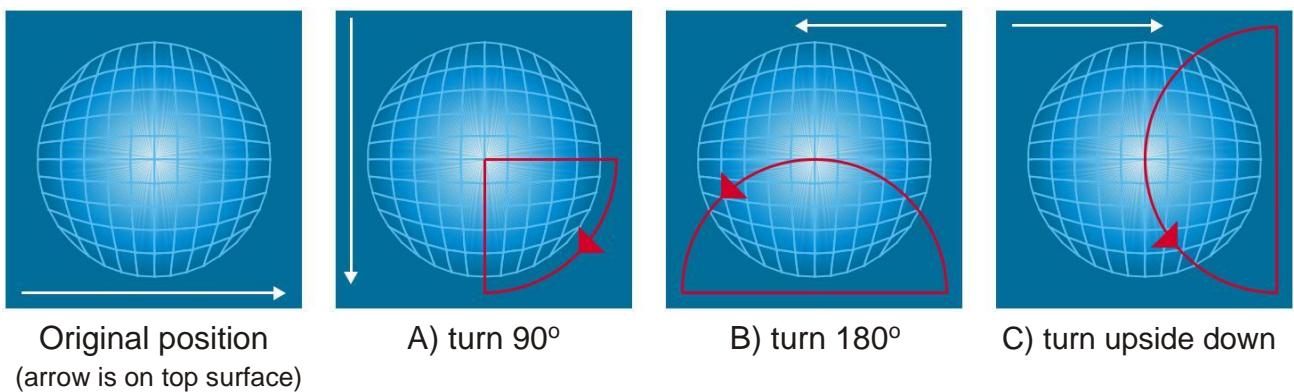 Original position
(arrow is on top surface)
A) turn 90º
B) turn 180º
C) turn upside down